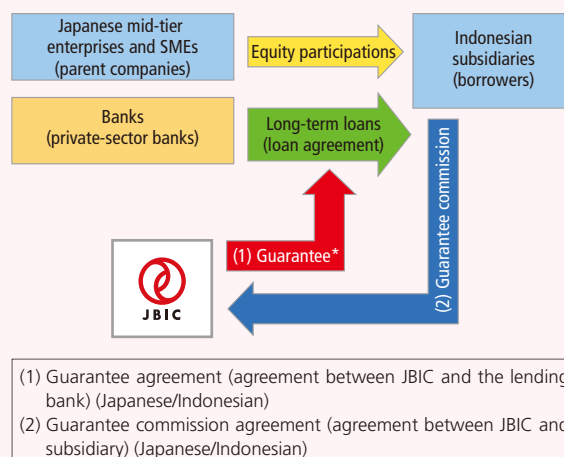 Japanese mid-tier
enterprises and SMEs
(parent companies)
Equity participations
Indonesian
subsidiaries
(borrowers)
Banks
(private-sector banks)
Long-term loans
(loan agreement)
(1) Guarantee*
(2) Guarantee commission
JBIC
(1) Guarantee agreement (agreement between JBIC and the lending
bank) (Japanese/Indonesian)
(2) Guarantee commission agreement (agreement between JBIC and
subsidiary) (Japanese/Indonesian)